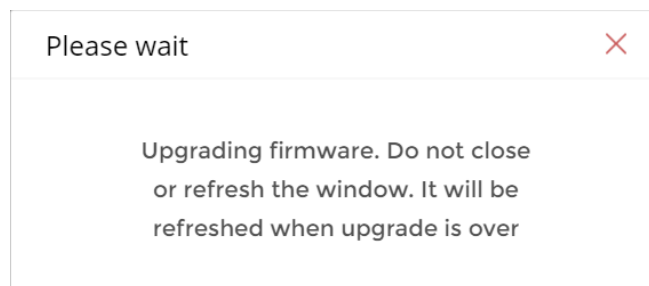 Please wait
Upgrading firmware. Do not close
or refresh the window. It will be
refreshed when upgrade is over